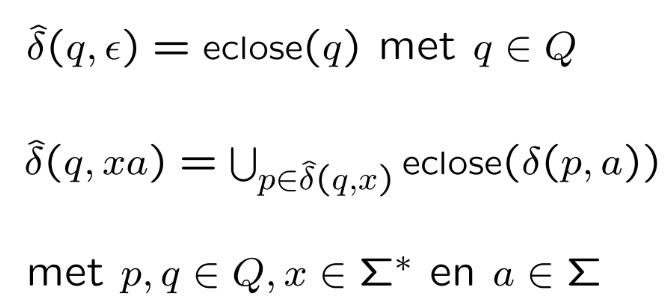 δ̂(q, ϵ) = eclose(q) met q ∈ Q
δ̂(q, xa) = ⋃_{p∈δ̂(q,x)} eclose(δ(p, a))
met p, q ∈ Q, x ∈ Σ* en a ∈ Σ